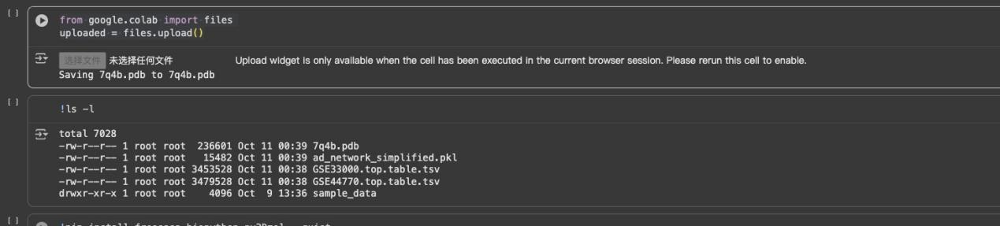 [ ]
from google.colab import files
uploaded = files.upload()
选择文件 未选择任何文件 Upload widget is only available when the cell has been executed in the current browser session. Please rerun this cell to enable.
Saving 7q4b.pdb to 7q4b.pdb
[ ]
!ls -l
total 7028
-rw-r--r-- 1 root root  236601 Oct 11 00:39 7q4b.pdb
-rw-r--r-- 1 root root   15482 Oct 11 00:39 ad_network_simplified.pkl
-rw-r--r-- 1 root root 3453528 Oct 11 00:38 GSE33000.top.table.tsv
-rw-r--r-- 1 root root 3479528 Oct 11 00:38 GSE44770.top.table.tsv
drwxr-xr-x 1 root root    4096 Oct  9 13:36 sample_data
[ ]